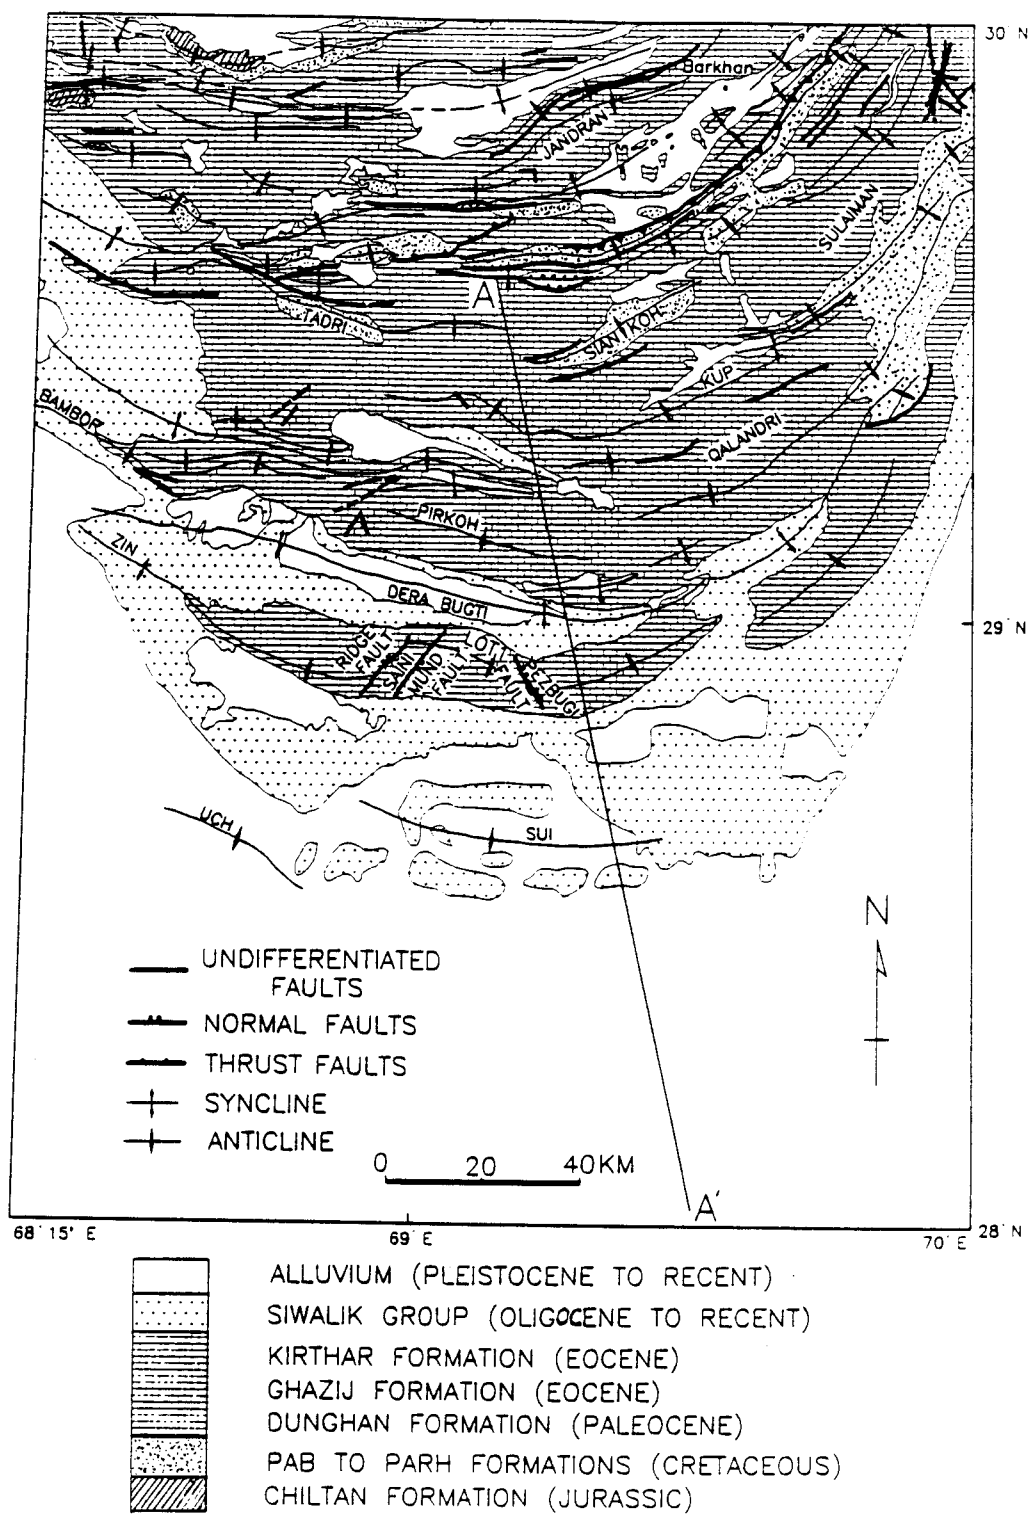 30° N
Barkhan
JANDRAN
SULAIMAN
A
TADRI
SIAN KOH
KUP
BAMBOR
QALANDRI
PIRKOH
ZIN
DERA BUGTI
29° N
RIDGE FAULT
SANI
MUND FAULT
LOTI
PEZBUGI
FAULT
UCH
SUI
N
UNDIFFERENTIATED
FAULTS
NORMAL FAULTS
THRUST FAULTS
SYNCLINE
ANTICLINE
0 20 40KM
A'
68°15' E
69° E
70° E
28° N
ALLUVIUM (PLEISTOCENE TO RECENT)
SIWALIK GROUP (OLIGOCENE TO RECENT)
KIRTHAR FORMATION (EOCENE)
GHAZIJ FORMATION (EOCENE)
DUNGHAN FORMATION (PALEOCENE)
PAB TO PARH FORMATIONS (CRETACEOUS)
CHILTAN FORMATION (JURASSIC)